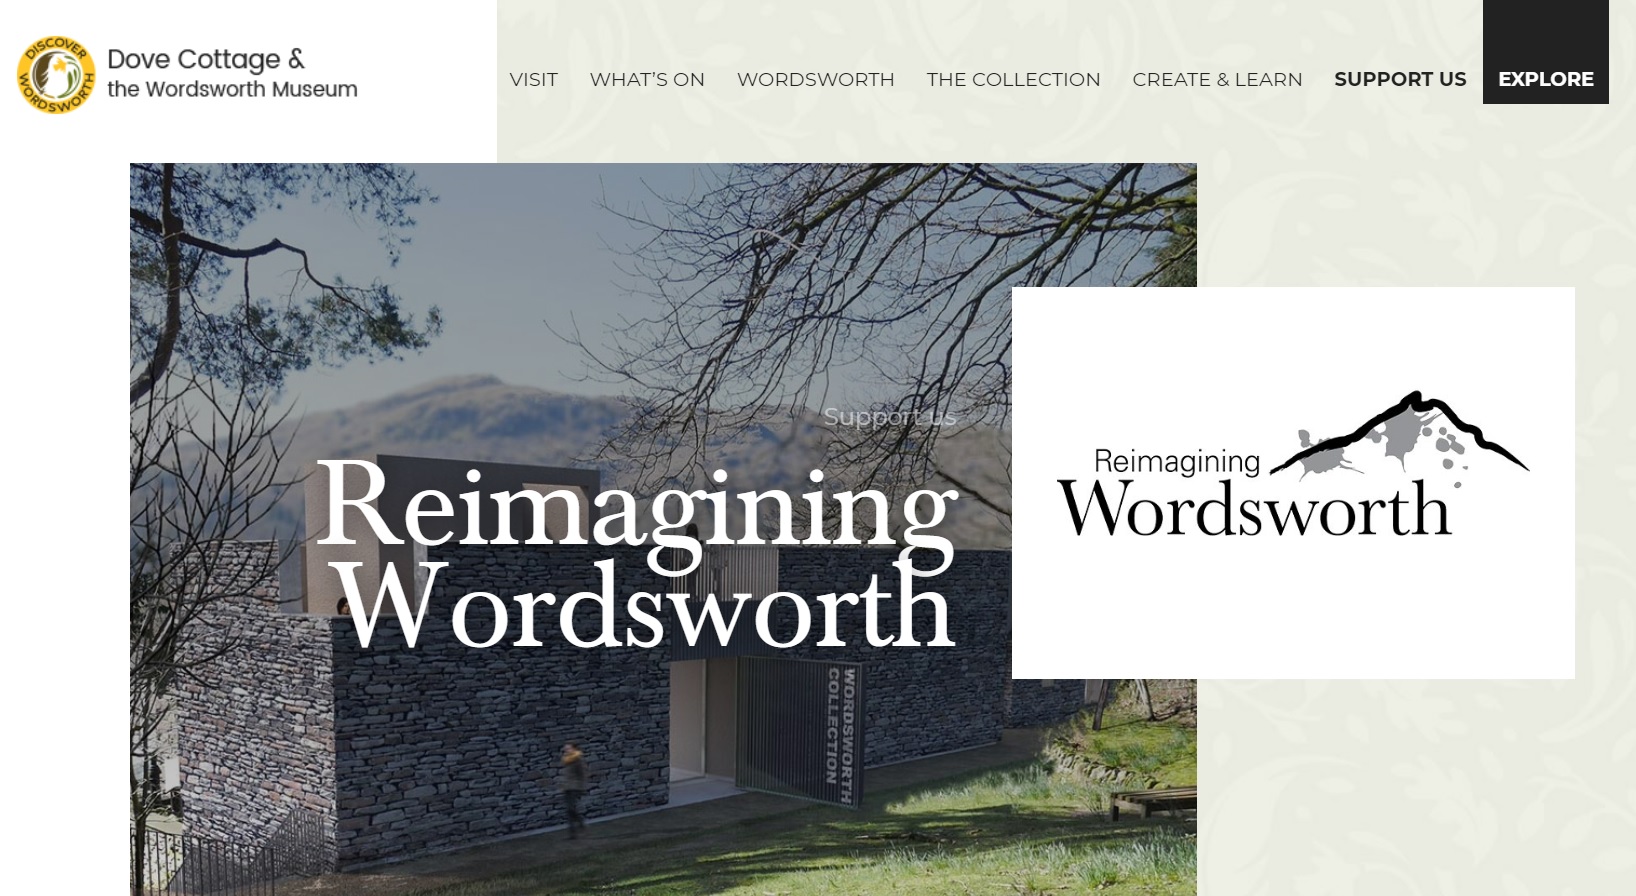 DISCOVER
WORDSWORTH
Dove Cottage &
the Wordsworth Museum
VISIT
WHAT'S ON
WORDSWORTH
THE COLLECTION
CREATE & LEARN
SUPPORT US
EXPLORE
Support us
Reimagining
Wordsworth
Reimagining
Wordsworth
WORDSWORTH
COLLECTION